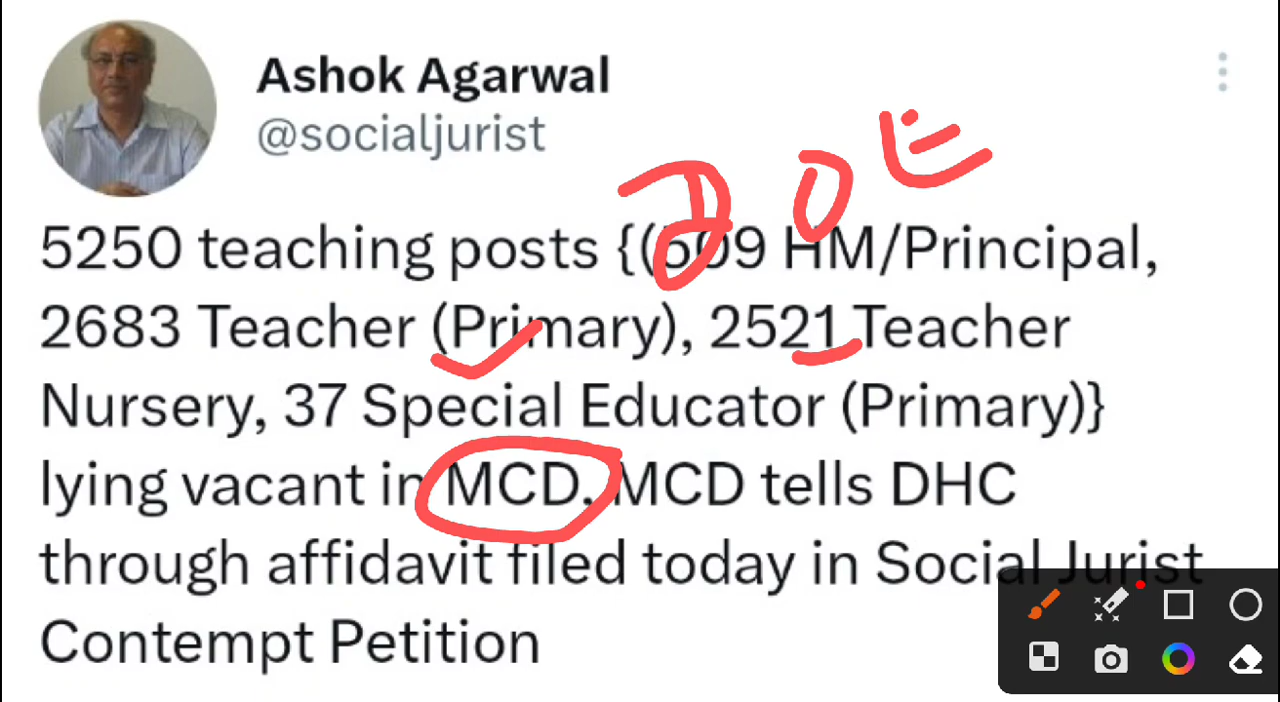 Ashok Agarwal
@socialjurist
DOE
5250 teaching posts {(509 HM/Principal,
2683 Teacher (Primary), 2521 Teacher
Nursery, 37 Special Educator (Primary)}
lying vacant in MCD. MCD tells DHC
through affidavit filed today in Social Jurist
Contempt Petition